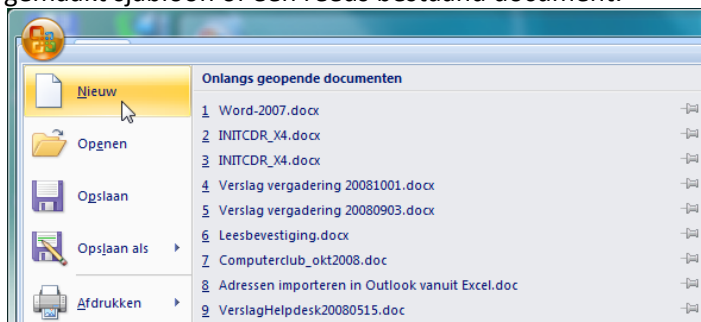 gemaakt sjabloon of een reeds bestaand document.
Nieuw
Openen
Opslaan
Opslaan als
Afdrukken
Onlangs geopende documenten
1 Word-2007.docx
2 INITCDR_X4.docx
3 INITCDR_X4.docx
4 Verslag vergadering 20081001.docx
5 Verslag vergadering 20080903.docx
6 Leesbevestiging.docx
7 Computerclub_okt2008.doc
8 Adressen importeren in Outlook vanuit Excel.doc
9 VerslagHelpdesk20080515.doc